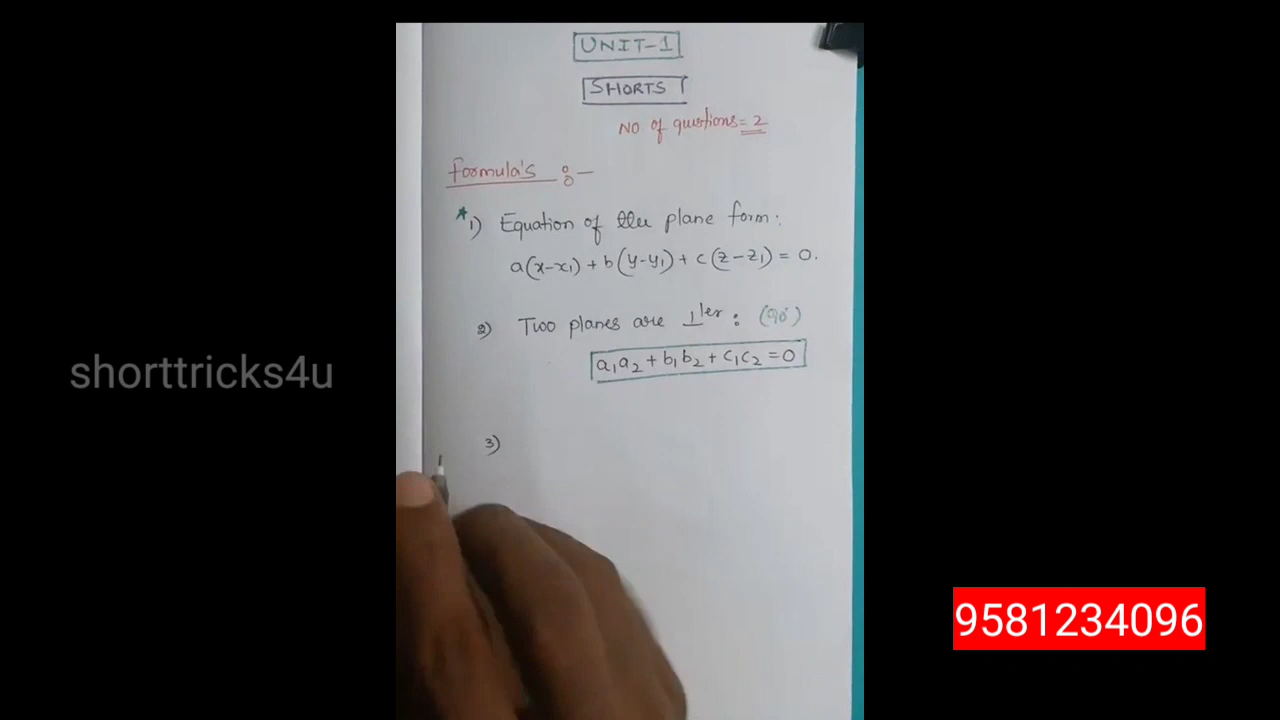 UNIT-1
SHORTS
NO of questions = 2
Formula's :-
*1) Equation of the plane form:
a(x-x₁) + b(y-y₁) + c(z-z₁) = 0.
2) Two planes are ⊥ler : (90°)
a₁a₂ + b₁b₂ + c₁c₂ = 0
3)
shorttricks4u
9581234096